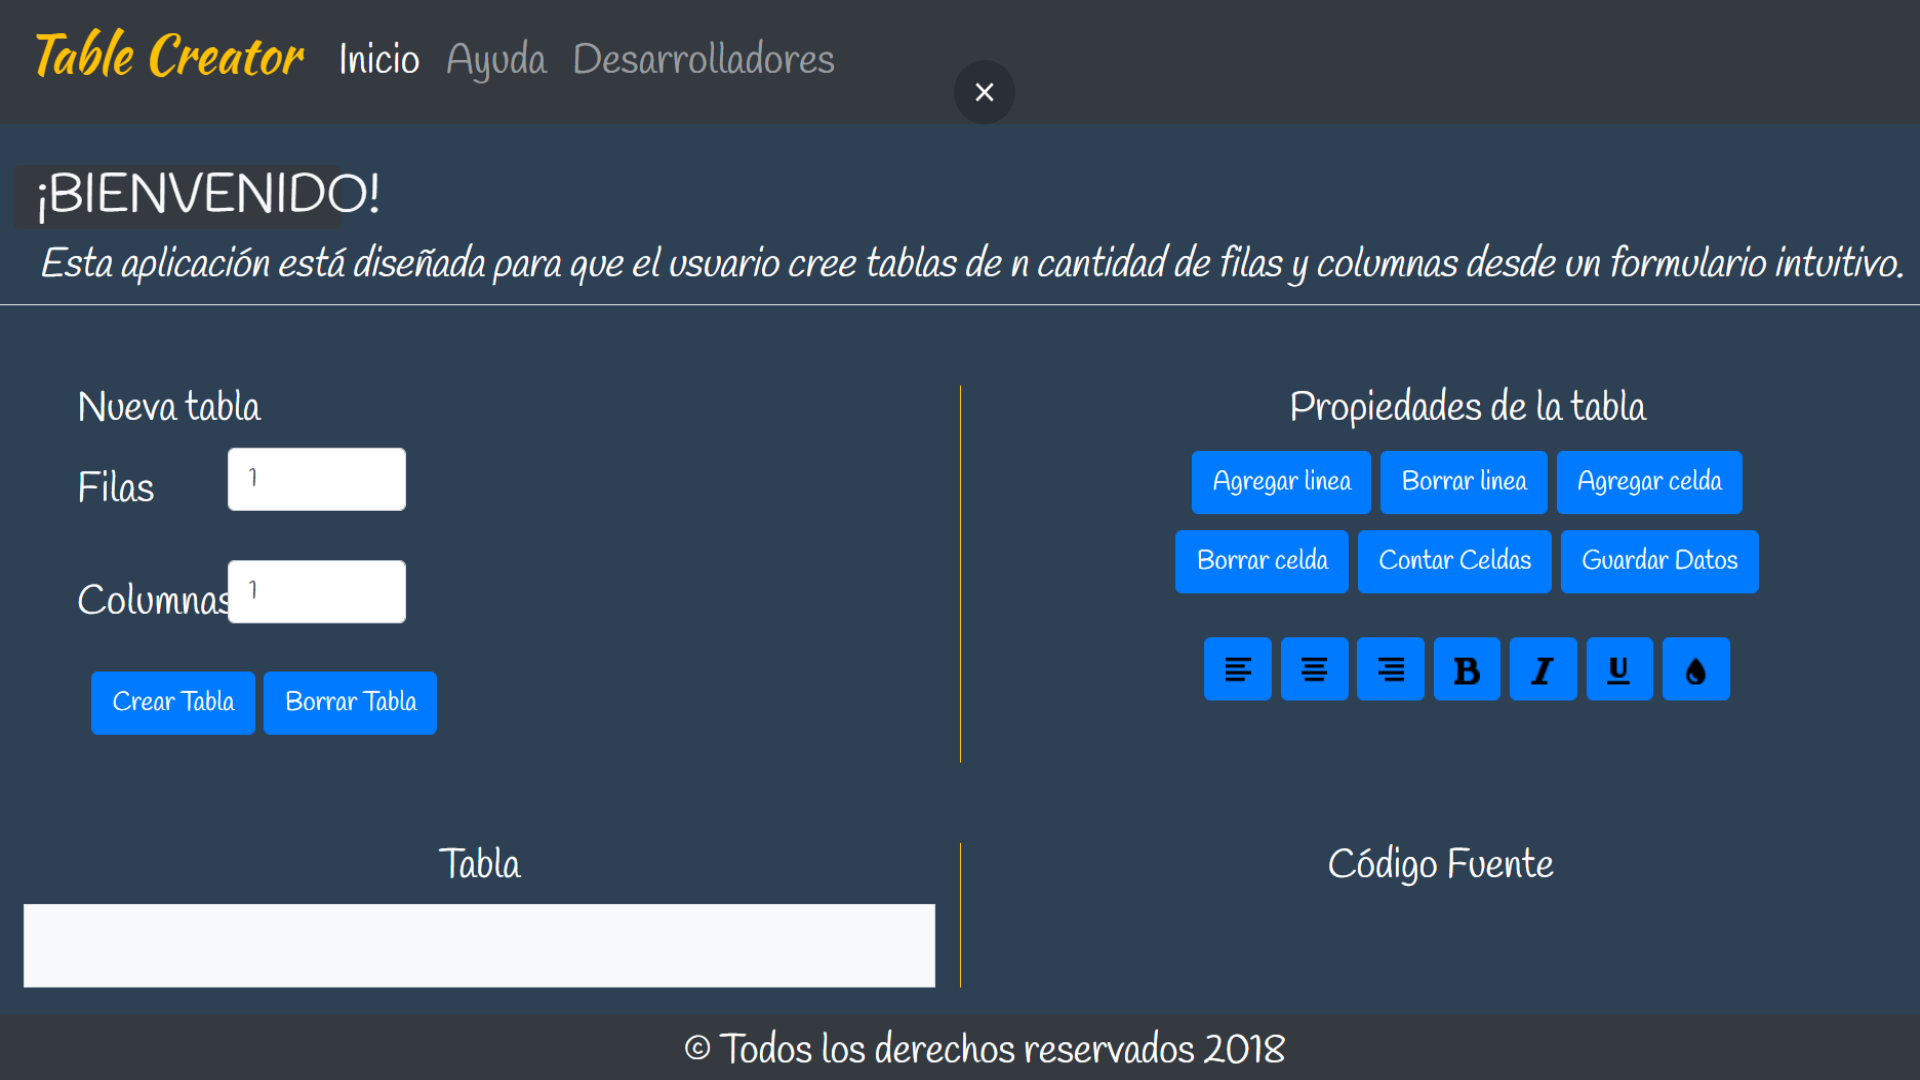 Table Creator Inicio Ayuda Desarrolladores
¡BIENVENIDO!
Esta aplicación está diseñada para que el usuario cree tablas de n cantidad de filas y columnas desde un formulario intuitivo.
Nueva tabla
Filas 1
Columnas 1
Crear Tabla Borrar Tabla
Propiedades de la tabla
Agregar linea Borrar linea Agregar celda
Borrar celda Contar Celdas Guardar Datos
B I U
Tabla
Código Fuente
© Todos los derechos reservados 2018